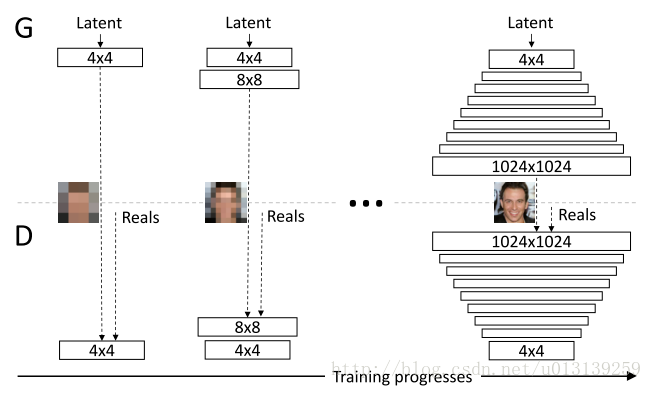 G
Latent
4x4
Latent
4x4
8x8
Latent
4x4
1024x1024
Reals
Reals
Reals
D
4x4
8x8
4x4
1024x1024
4x4
http://blog.csdn.net/u013139259
Training progresses